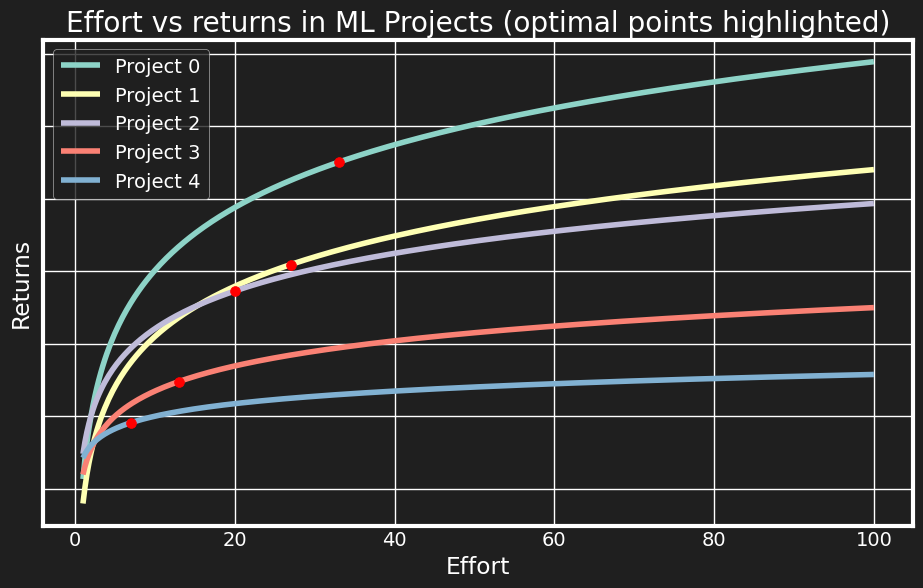 Effort vs returns in ML Projects (optimal points highlighted)
Project 0
Project 1
Project 2
Project 3
Project 4
Returns
0 20 40 60 80 100
Effort